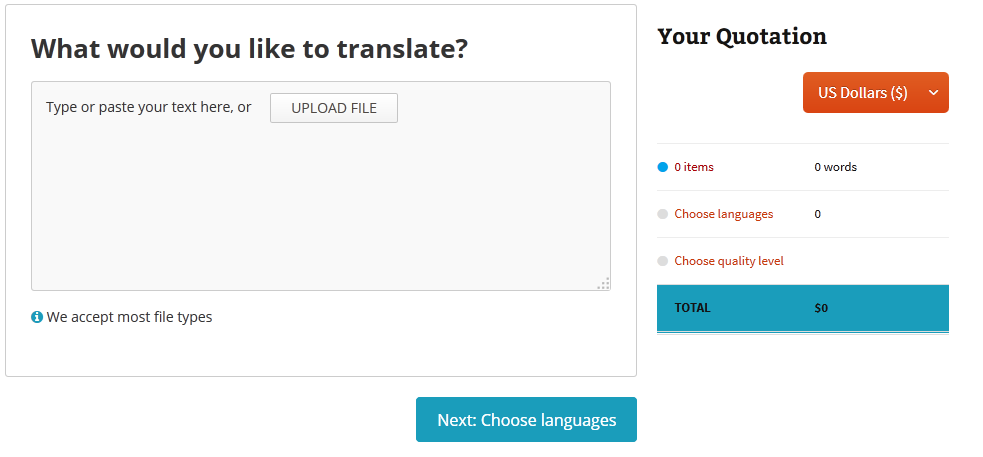 What would you like to translate?
Type or paste your text here, or UPLOAD FILE
We accept most file types
Next: Choose languages
Your Quotation
US Dollars ($)
0 items 0 words
Choose languages 0
Choose quality level
TOTAL $0